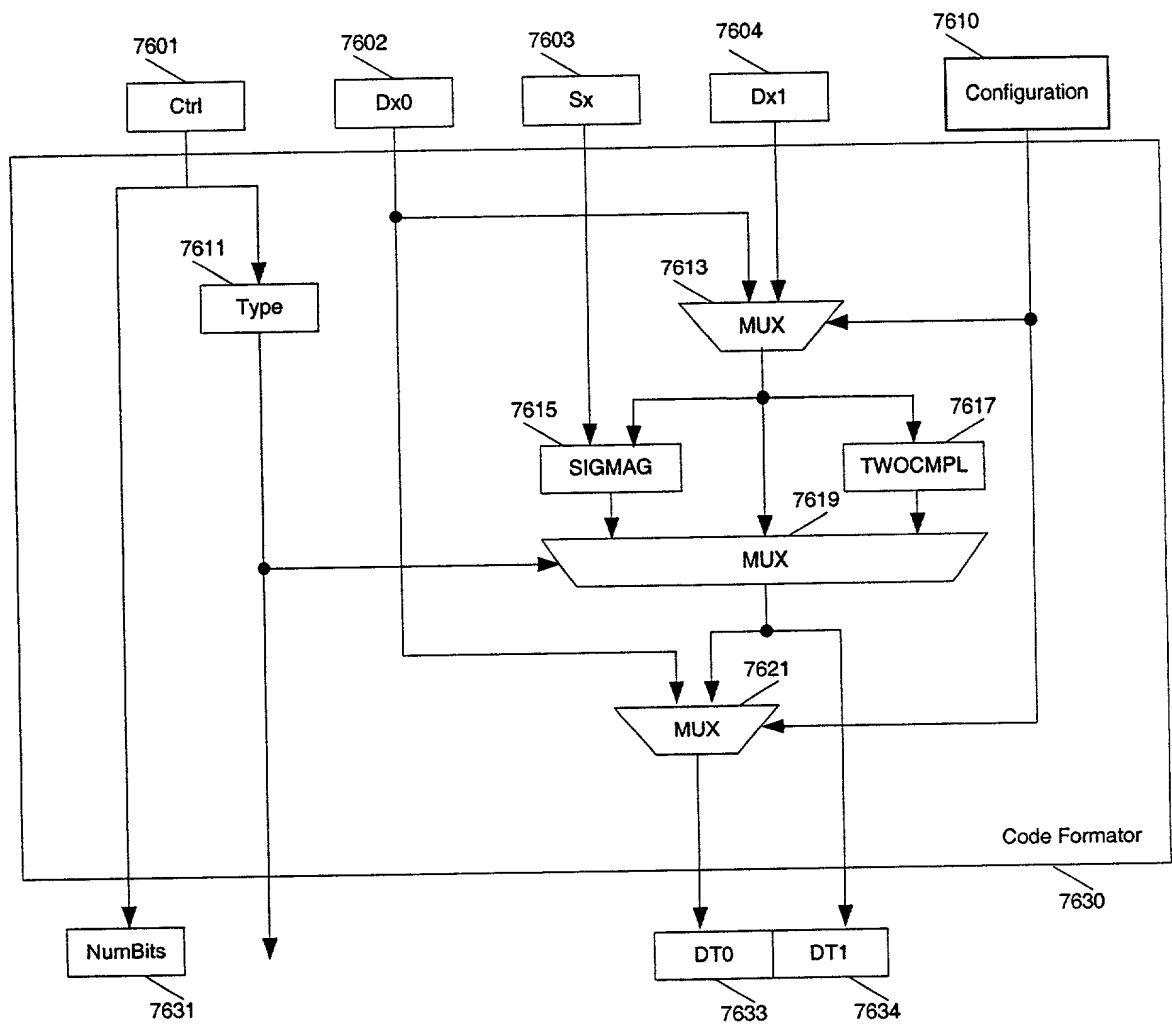 7601
7602
7603
7604
7610
Ctrl
Dx0
Sx
Dx1
Configuration
7611
Type
7613
MUX
7615
SIGMAG
7617
TWOCMPL
7619
MUX
7621
MUX
Code Formator
7630
NumBits
7631
DT0
DT1
7633
7634